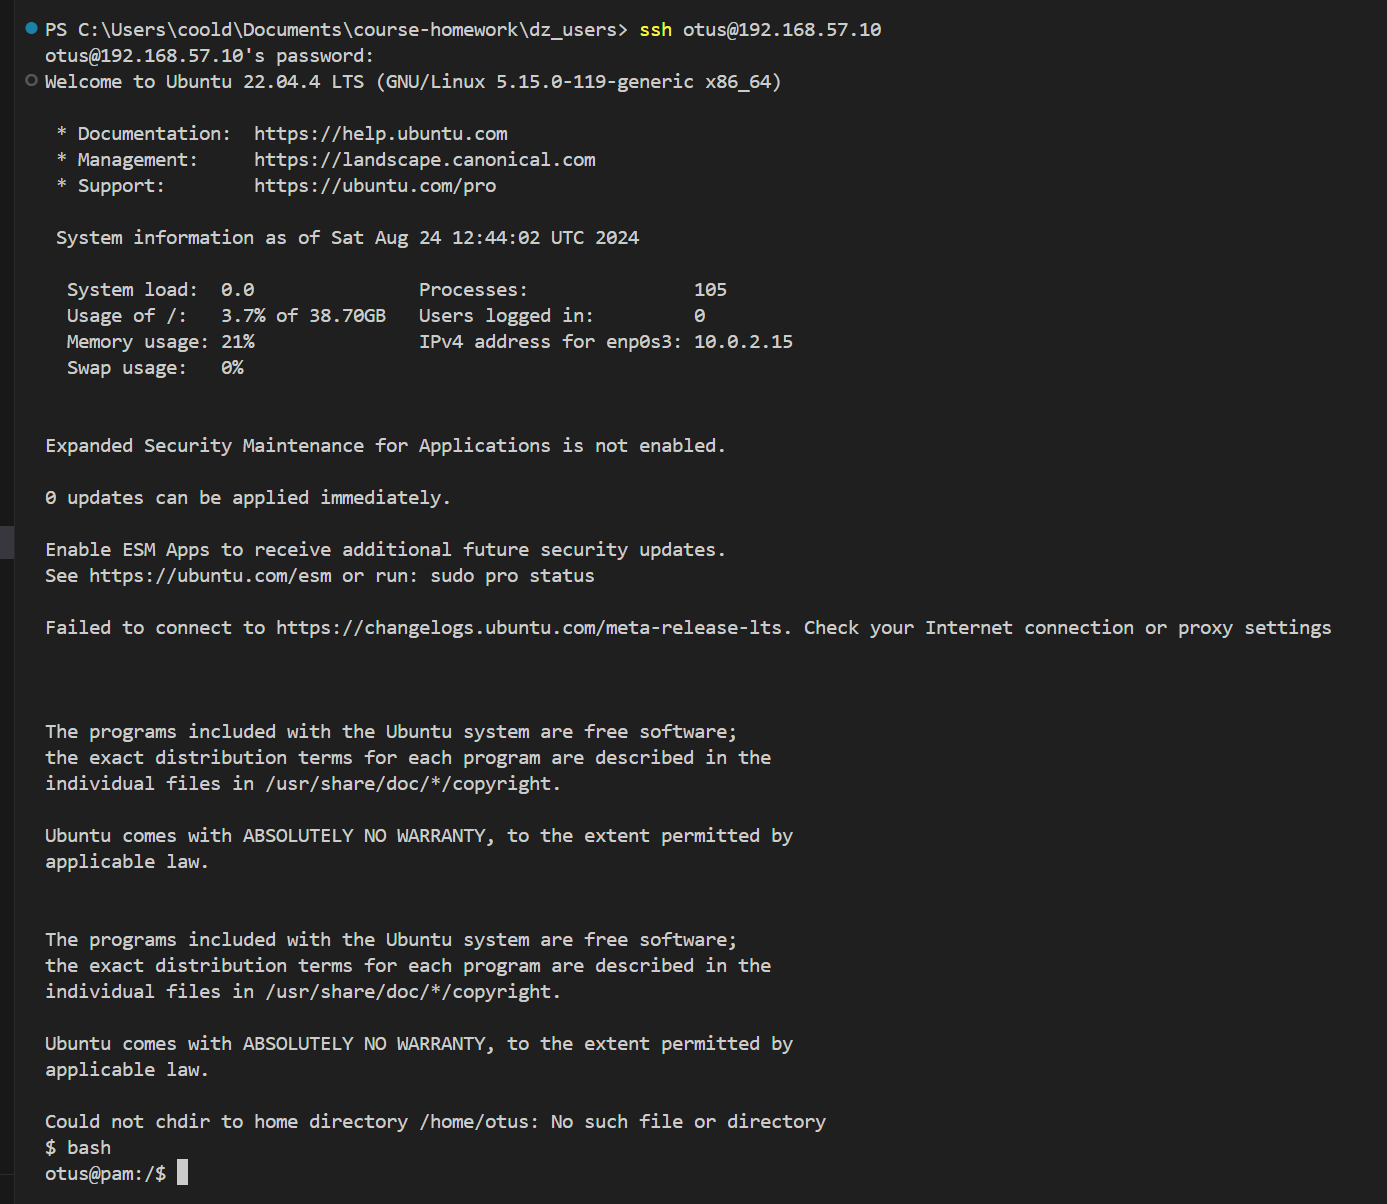 PS C:\Users\coold\Documents\course-homework\dz_users> ssh otus@192.168.57.10
otus@192.168.57.10's password:
Welcome to Ubuntu 22.04.4 LTS (GNU/Linux 5.15.0-119-generic x86_64)

 * Documentation:  https://help.ubuntu.com
 * Management:     https://landscape.canonical.com
 * Support:        https://ubuntu.com/pro

 System information as of Sat Aug 24 12:44:02 UTC 2024

  System load:  0.0               Processes:               105
  Usage of /:   3.7% of 38.70GB   Users logged in:         0
  Memory usage: 21%               IPv4 address for enp0s3: 10.0.2.15
  Swap usage:   0%

Expanded Security Maintenance for Applications is not enabled.

0 updates can be applied immediately.

Enable ESM Apps to receive additional future security updates.
See https://ubuntu.com/esm or run: sudo pro status

Failed to connect to https://changelogs.ubuntu.com/meta-release-lts. Check your Internet connection or proxy settings

The programs included with the Ubuntu system are free software;
the exact distribution terms for each program are described in the
individual files in /usr/share/doc/*/copyright.

Ubuntu comes with ABSOLUTELY NO WARRANTY, to the extent permitted by
applicable law.

The programs included with the Ubuntu system are free software;
the exact distribution terms for each program are described in the
individual files in /usr/share/doc/*/copyright.

Ubuntu comes with ABSOLUTELY NO WARRANTY, to the extent permitted by
applicable law.

Could not chdir to home directory /home/otus: No such file or directory
$ bash
otus@pam:/$